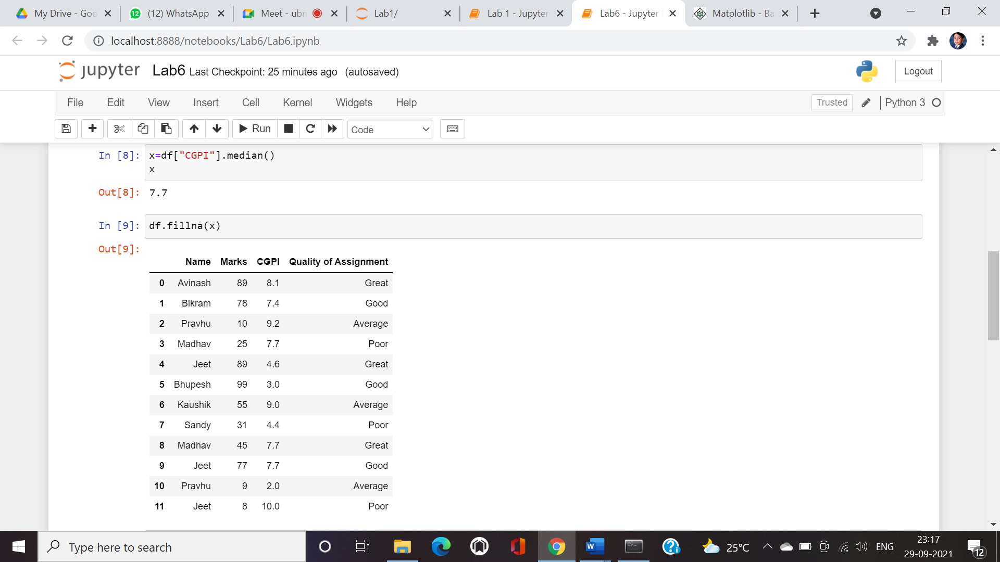 My Drive - Goo
12 (12) WhatsApp
Meet - ubn
Lab1/
Lab 1 - Jupyter
Lab6 - Jupyter
Matplotlib - Ba
localhost:8888/notebooks/Lab6/Lab6.ipynb
jupyter Lab6 Last Checkpoint: 25 minutes ago (autosaved)
Logout
File Edit View Insert Cell Kernel Widgets Help
Trusted Python 3
Run Code
In [8]: x=df["CGPI"].median()
x
Out[8]: 7.7
In [9]: df.fillna(x)
Out[9]:
Name Marks CGPI Quality of Assignment
0 Avinash 89 8.1 Great
1 Bikram 78 7.4 Good
2 Pravhu 10 9.2 Average
3 Madhav 25 7.7 Poor
4 Jeet 89 4.6 Great
5 Bhupesh 99 3.0 Good
6 Kaushik 55 9.0 Average
7 Sandy 31 4.4 Poor
8 Madhav 45 7.7 Great
9 Jeet 77 7.7 Good
10 Pravhu 9 2.0 Average
11 Jeet 8 10.0 Poor
Type here to search
W
25°C
ENG
23:17
29-09-2021
12